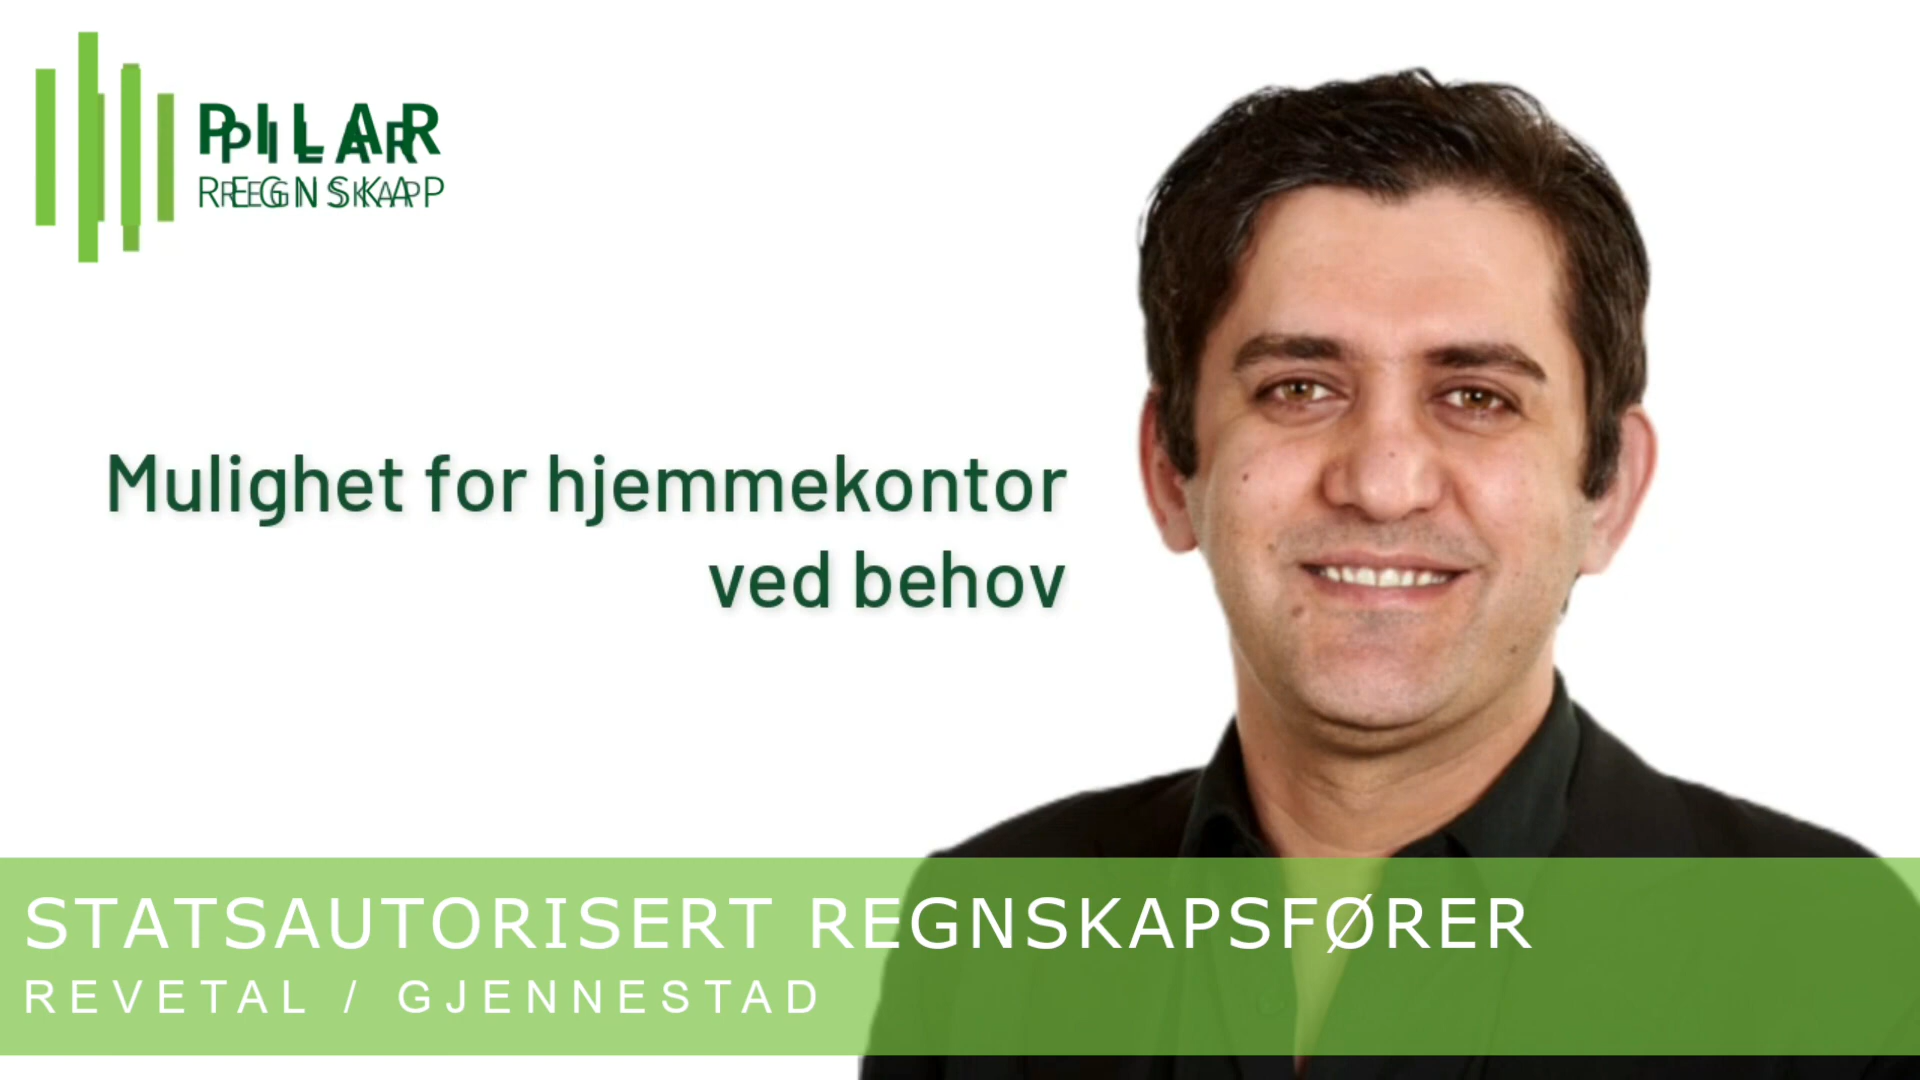 PILAR
REGNSKAP
Mulighet for hjemmekontor
ved behov
STATSAUTORISERT REGNSKAPSFØRER
REVETAL / GJENNESTAD